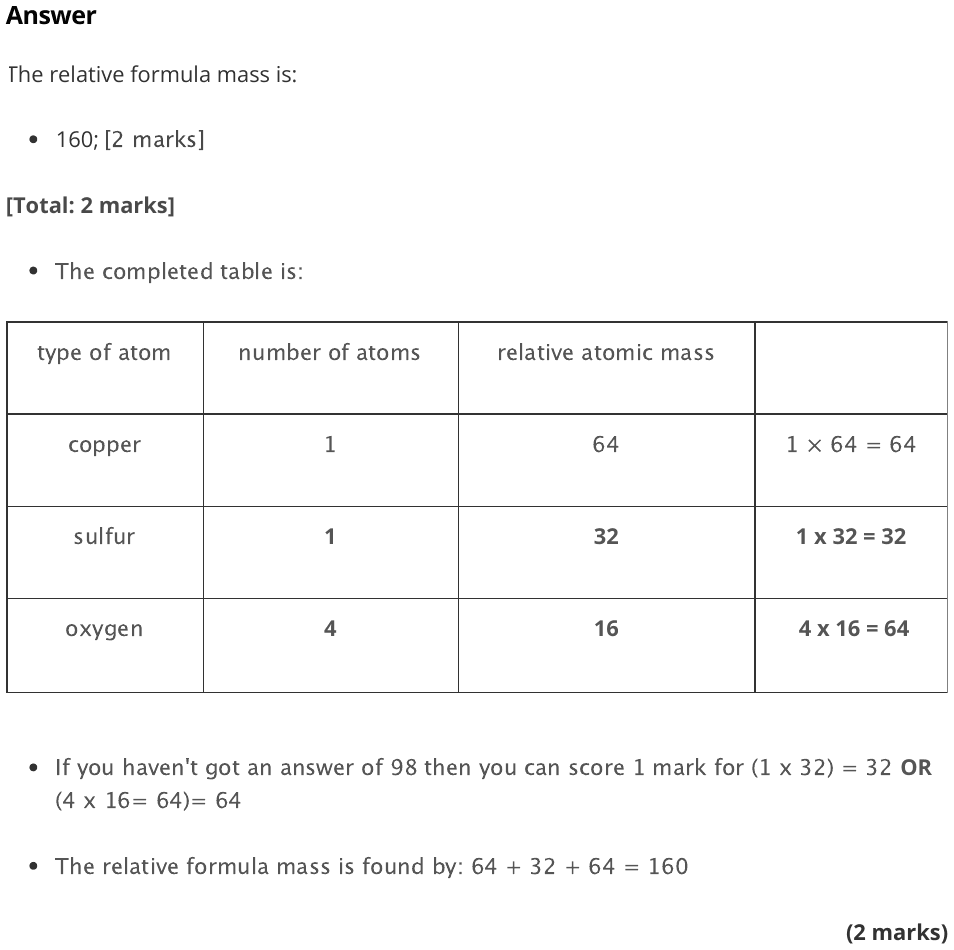 Answer
The relative formula mass is:
• 160; [2 marks]
[Total: 2 marks]
• The completed table is:
type of atom number of atoms relative atomic mass
copper 1 64 1 × 64 = 64
sulfur 1 32 1 x 32 = 32
oxygen 4 16 4 x 16 = 64
• If you haven't got an answer of 98 then you can score 1 mark for (1 x 32) = 32 OR
(4 x 16= 64)= 64
• The relative formula mass is found by: 64 + 32 + 64 = 160
(2 marks)